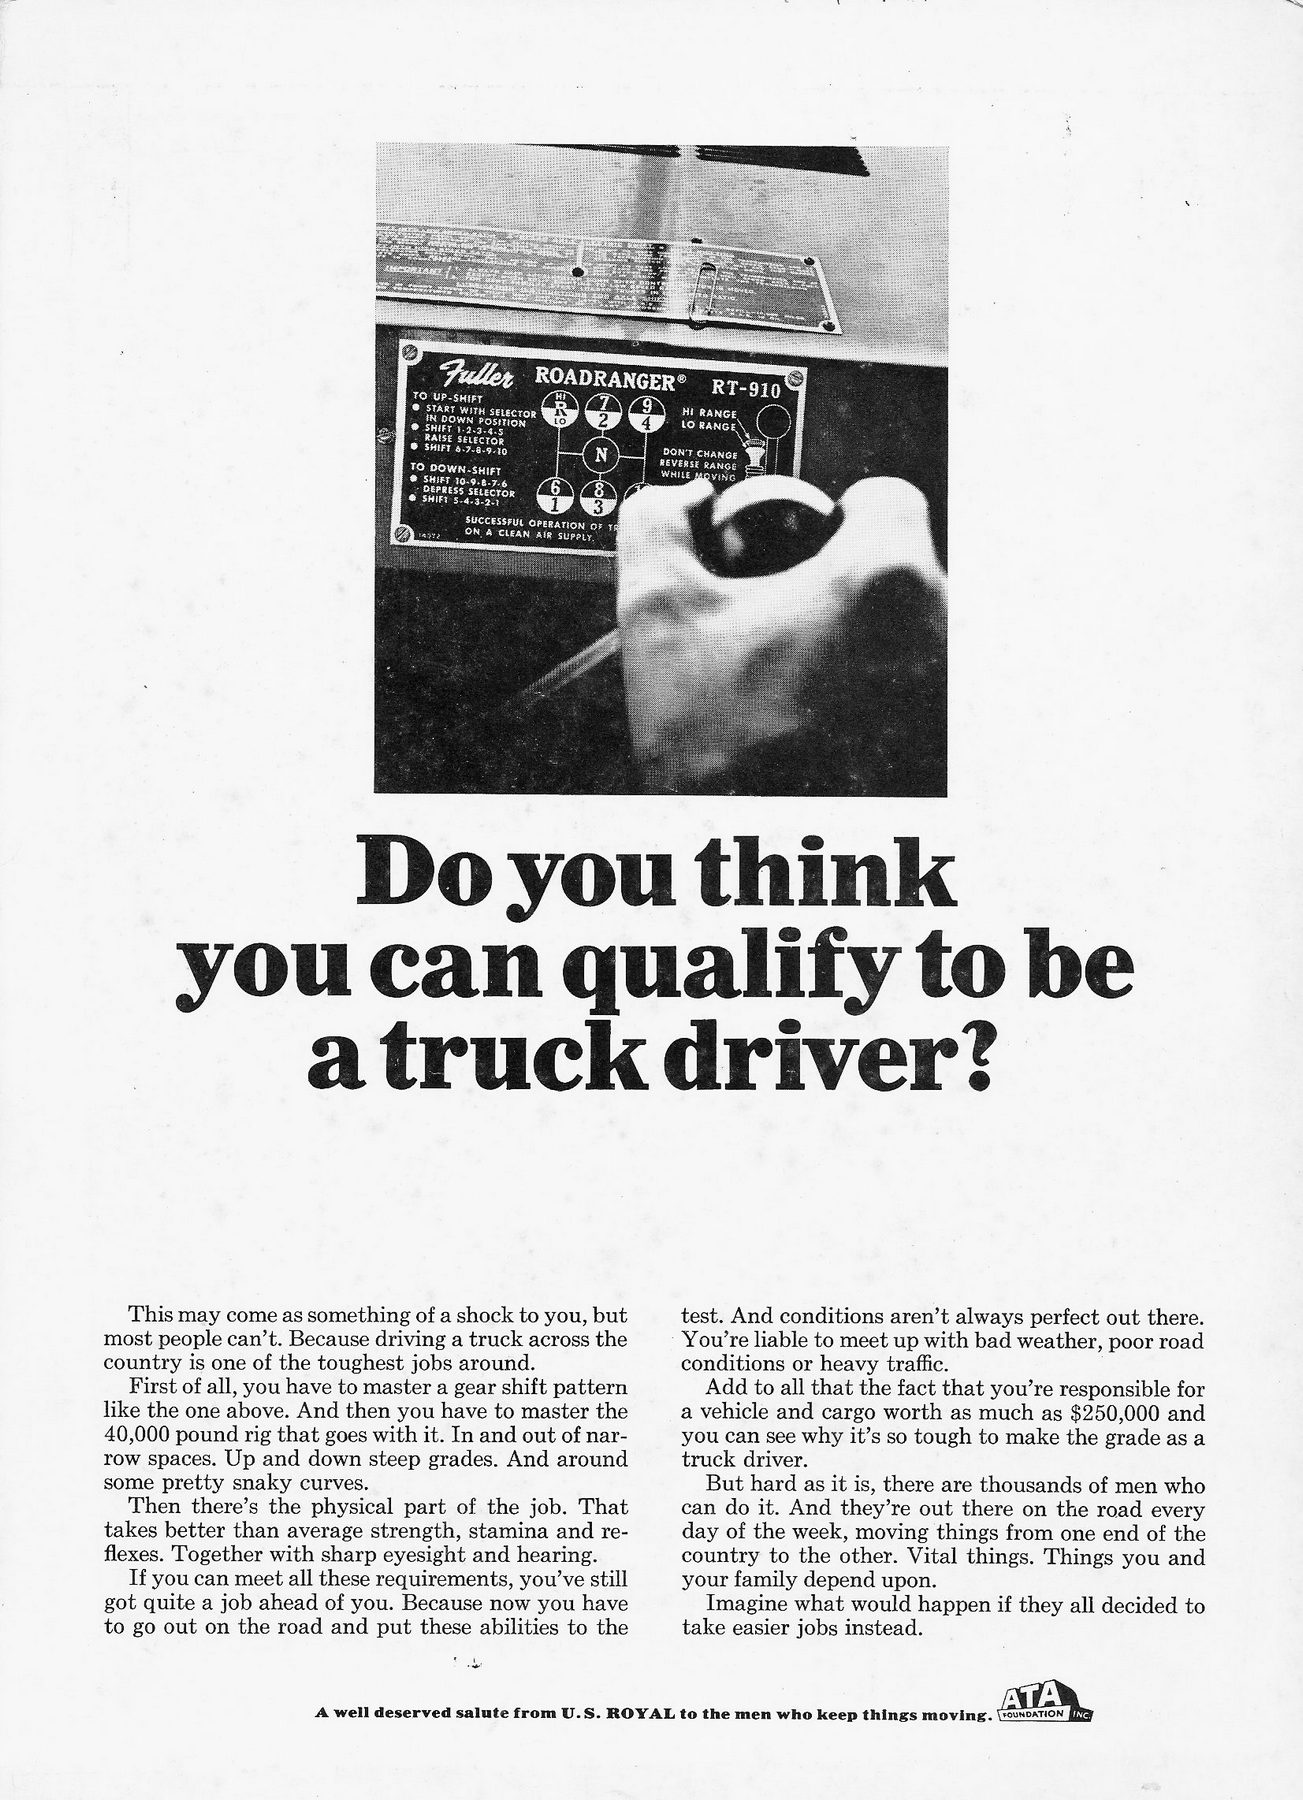 IMPORTANT!
Fuller ROADRANGER® RT-910
TO UP-SHIFT
START WITH SELECTOR
IN DOWN POSITION
SHIFT 1-2-3-4-5
RAISE SELECTOR
SHIFT 6-7-8-9-10
TO DOWN-SHIFT
SHIFT 10-9-8-7-6
DEPRESS SELECTOR
SHIFT 5-4-3-2-1
HI
R
LO
7
2
9
4
N
6
1
8
3
HI RANGE
LO RANGE
DON'T CHANGE
REVERSE RANGE
WHILE MOVING
SUCCESSFUL OPERATION OF
ON A CLEAN AIR SUPPLY.
Do you think
you can qualify to be
a truck driver?
This may come as something of a shock to you, but
most people can't. Because driving a truck across the
country is one of the toughest jobs around.
First of all, you have to master a gear shift pattern
like the one above. And then you have to master the
40,000 pound rig that goes with it. In and out of nar-
row spaces. Up and down steep grades. And around
some pretty snaky curves.
Then there's the physical part of the job. That
takes better than average strength, stamina and re-
flexes. Together with sharp eyesight and hearing.
If you can meet all these requirements, you've still
got quite a job ahead of you. Because now you have
to go out on the road and put these abilities to the
test. And conditions aren't always perfect out there.
You're liable to meet up with bad weather, poor road
conditions or heavy traffic.
Add to all that the fact that you're responsible for
a vehicle and cargo worth as much as $250,000 and
you can see why it's so tough to make the grade as a
truck driver.
But hard as it is, there are thousands of men who
can do it. And they're out there on the road every
day of the week, moving things from one end of the
country to the other. Vital things. Things you and
your family depend upon.
Imagine what would happen if they all decided to
take easier jobs instead.
A well deserved salute from U.S. ROYAL to the men who keep things moving.
ATA
FOUNDATION INC.